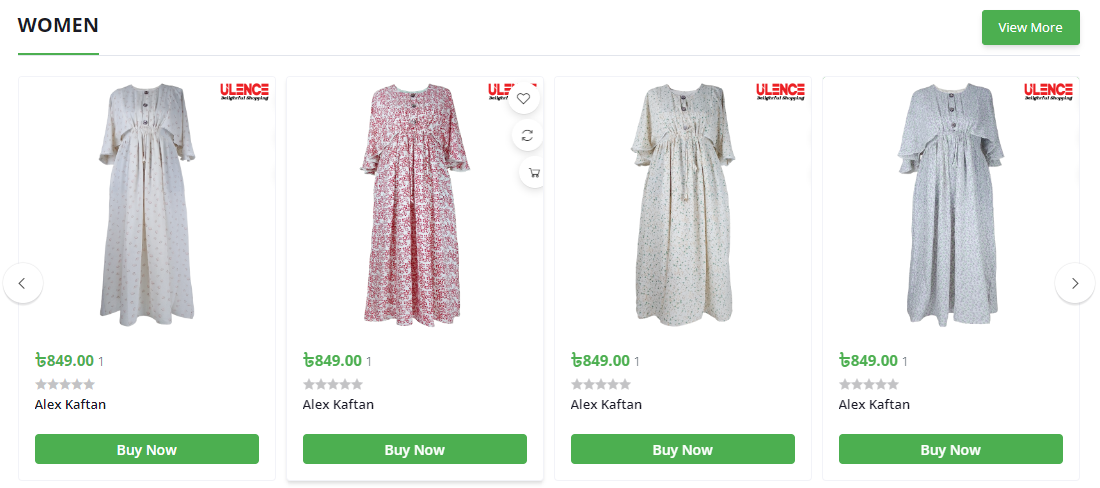 WOMEN
View More
ULENCE
Delightful Shopping
ULENCE
ULENCE
Delightful Shopping
ULENCE
Delightful Shopping
৳849.00 1
Alex Kaftan
Buy Now
৳849.00 1
Alex Kaftan
Buy Now
৳849.00 1
Alex Kaftan
Buy Now
৳849.00 1
Alex Kaftan
Buy Now